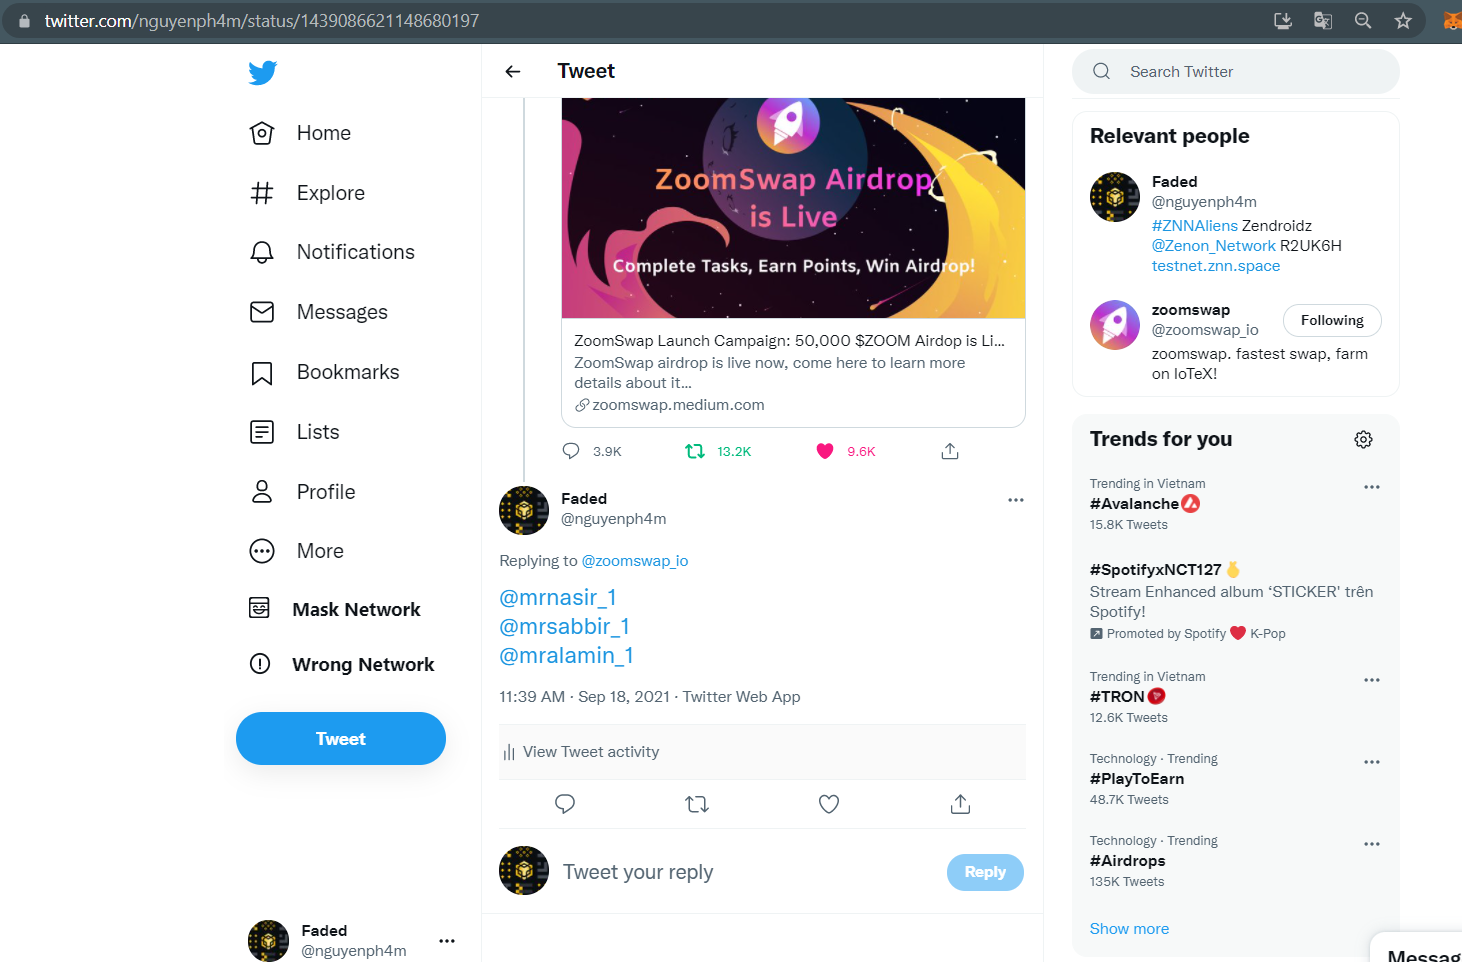 twitter.com/nguyenph4m/status/1439086621148680197
Home
Explore
Notifications
Messages
Bookmarks
Lists
Profile
More
Mask Network
Wrong Network
Tweet
Faded
@nguyenph4m
Tweet
ZoomSwap Airdrop
is Live
Complete Tasks, Earn Points, Win Airdrop!
ZoomSwap Launch Campaign: 50,000 $ZOOM Airdop is Li...
ZoomSwap airdrop is live now, come here to learn more
details about it...
zoomswap.medium.com
3.9K 13.2K 9.6K
Faded
@nguyenph4m
Replying to @zoomswap_io
@mrnasir_1
@mrsabbir_1
@mralamin_1
11:39 AM · Sep 18, 2021 · Twitter Web App
View Tweet activity
Tweet your reply
Reply
Search Twitter
Relevant people
Faded
@nguyenph4m
#ZNNAliens Zendroidz
@Zenon_Network R2UK6H
testnet.znn.space
zoomswap
@zoomswap_io
Following
zoomswap. fastest swap, farm
on IoTeX!
Trends for you
Trending in Vietnam
#Avalanche
15.8K Tweets
#SpotifyxNCT127
Stream Enhanced album ‘STICKER' trên
Spotify!
Promoted by Spotify ❤ K-Pop
Trending in Vietnam
#TRON
12.6K Tweets
Technology · Trending
#PlayToEarn
48.7K Tweets
Technology · Trending
#Airdrops
135K Tweets
Show more
Messag